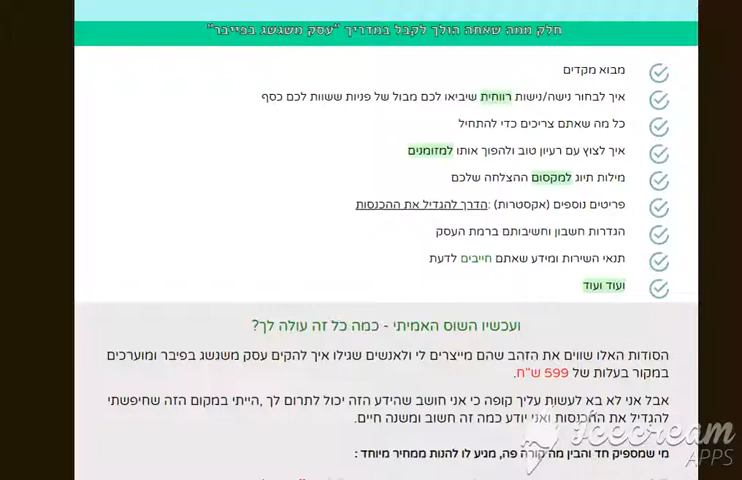 חלק ממה שאתה הולך לקבל במדריך "עסק משגשג בפייבר"
מבוא מקדים
איך לבחור נישה/נישות רווחית שיביאו לכם מבול של פניות ששוות לכם כסף
כל מה שאתם צריכים כדי להתחיל
איך לצוץ עם רעיון טוב ולהפוך אותו למזומנים
מילות תיוג למקסום ההצלחה שלכם
פריטים נוספים (אקסטרות) :הדרך להגדיל את ההכנסות
הגדרות חשבון וחשיבותם ברמת העסק
תנאי השירות ומידע שאתם חייבים לדעת
ועוד ועוד
ועכשיו השוס האמיתי - כמה כל זה עולה לך?
הסודות האלו שווים את הזהב שהם מייצרים לי ולאנשים שגילו איך להקים עסק משגשג בפיבר ומוערכים
במקור בעלות של 599 ש"ח.
אבל אני לא בא לעשות עליך קופה כי אני חושב שהידע הזה יכול לתרום לך ,הייתי במקום הזה שחיפשתי
להגדיל את ההכנסות ואני יודע כמה זה חשוב ומשנה חיים.
מי שמספיק חד והבין מה קורה פה, מגיע לו להנות ממחיר מיוחד :
Icecream
APPS